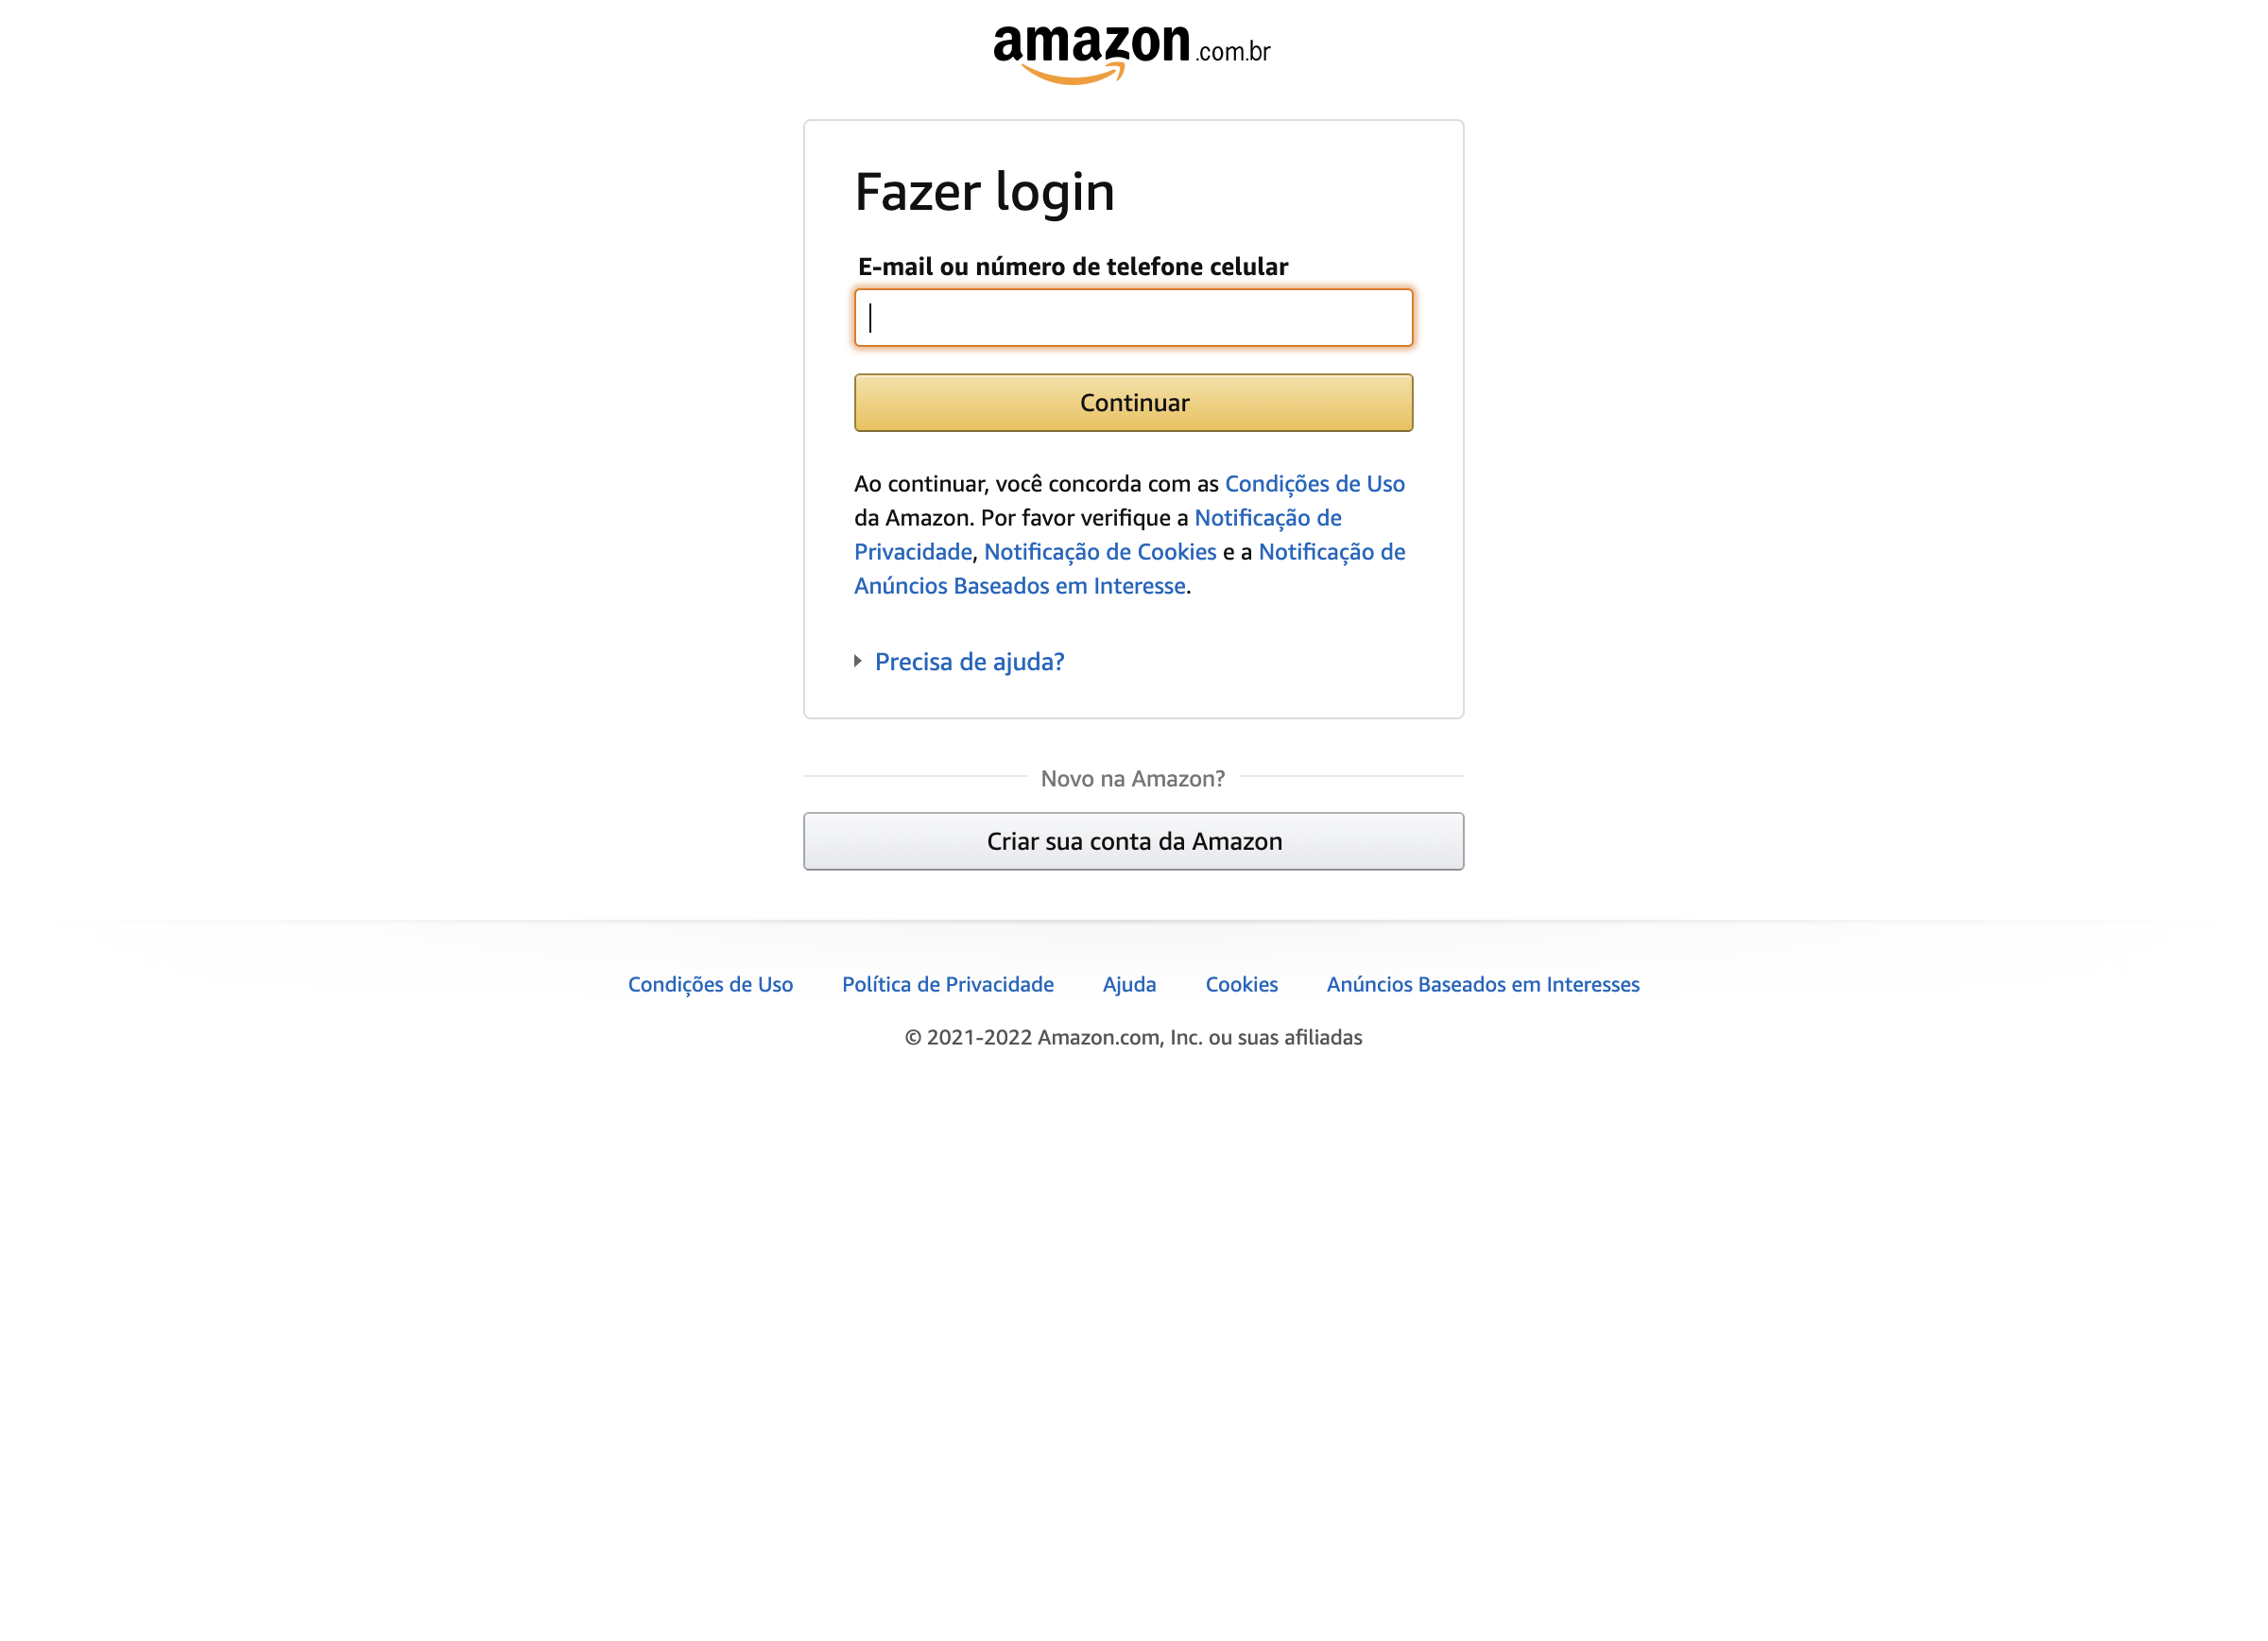 amazon.com.br
Fazer login
E-mail ou número de telefone celular
Continuar
Ao continuar, você concorda com as Condições de Uso
da Amazon. Por favor verifique a Notificação de
Privacidade, Notificação de Cookies e a Notificação de
Anúncios Baseados em Interesse.
Precisa de ajuda?
Novo na Amazon?
Criar sua conta da Amazon
Condições de Uso Política de Privacidade Ajuda Cookies Anúncios Baseados em Interesses
© 2021-2022 Amazon.com, Inc. ou suas afiliadas